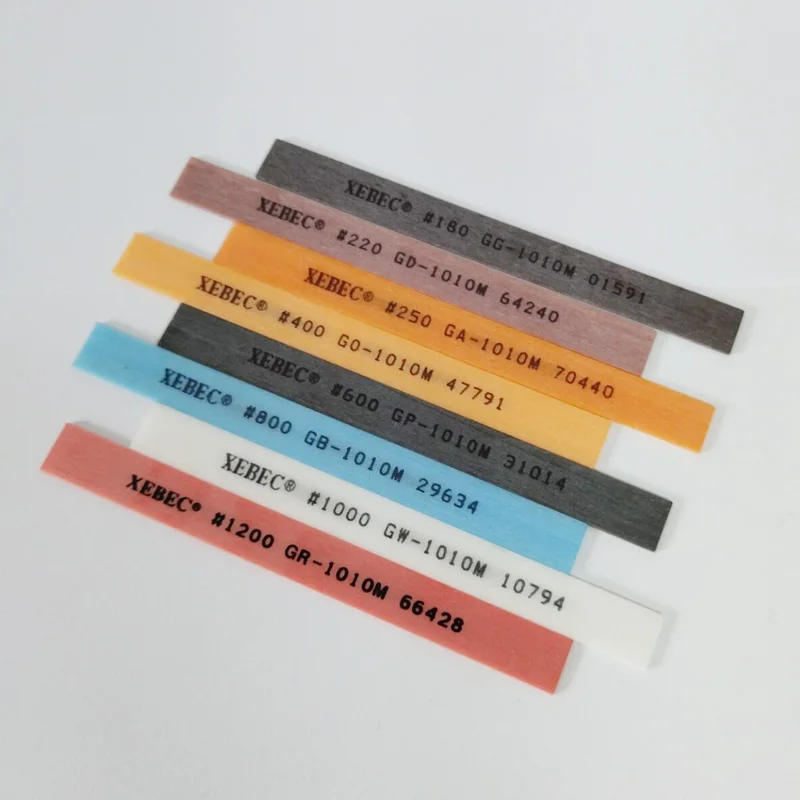 XEBEC® #180 GG-1010M 01591
XEBEC® #220 GD-1010M 64240
XEBEC® #250 GA-1010M 70440
XEBEC® #400 GO-1010M 47791
XEBEC® #600 GP-1010M 31014
XEBEC® #800 GB-1010M 29634
XEBEC® #1000 GW-1010M 10794
XEBEC® #1200 GR-1010M 66428